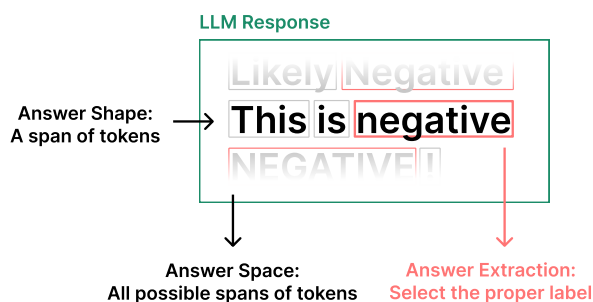 LLM Response
Likely Negative
Answer Shape:
A span of tokens
This is negative
NEGATIVE !
Answer Space:
All possible spans of tokens
Answer Extraction:
Select the proper label